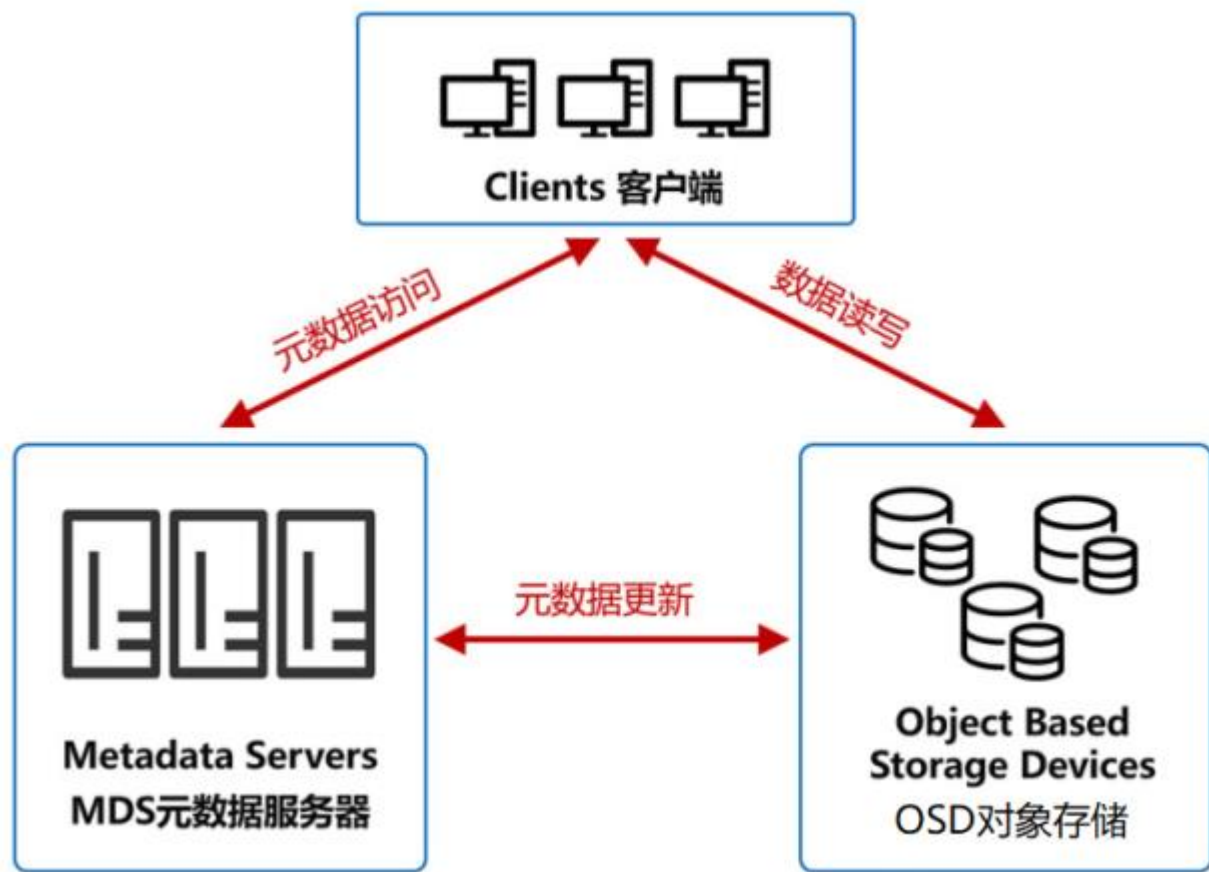 Clients 客户端
元数据访问
数据读写
元数据更新
Metadata Servers
MDS元数据服务器
Object Based
Storage Devices
OSD对象存储